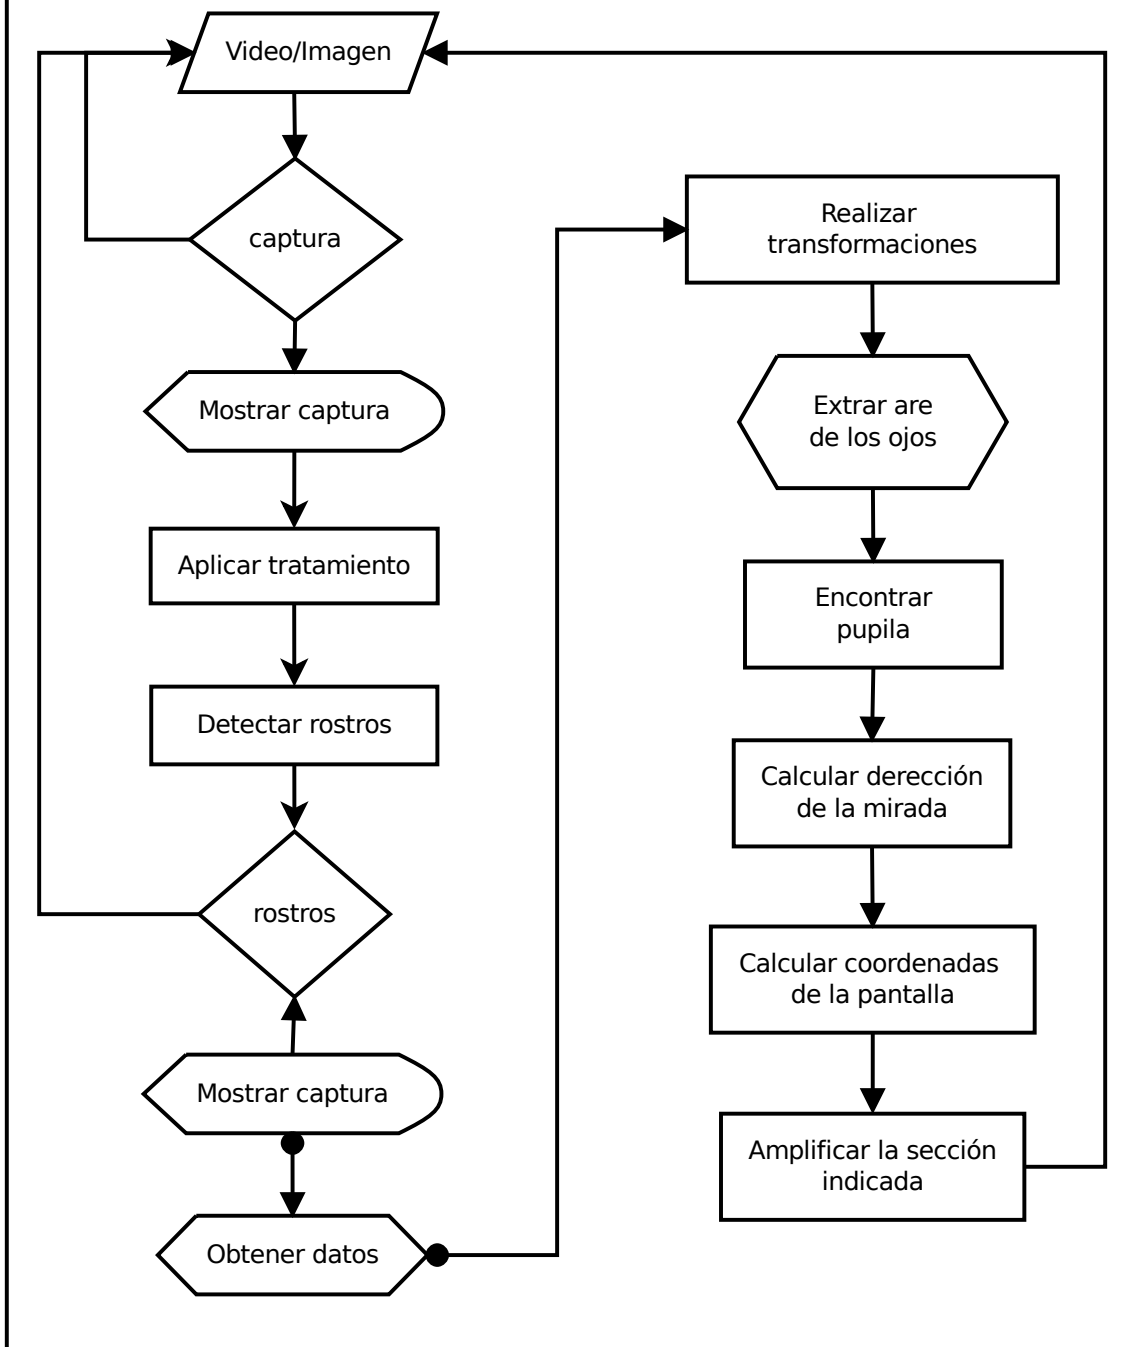 Video/Imagen
captura
Mostrar captura
Aplicar tratamiento
Detectar rostros
rostros
Mostrar captura
Obtener datos
Realizar
transformaciones
Extrar are
de los ojos
Encontrar
pupila
Calcular derección
de la mirada
Calcular coordenadas
de la pantalla
Amplificar la sección
indicada